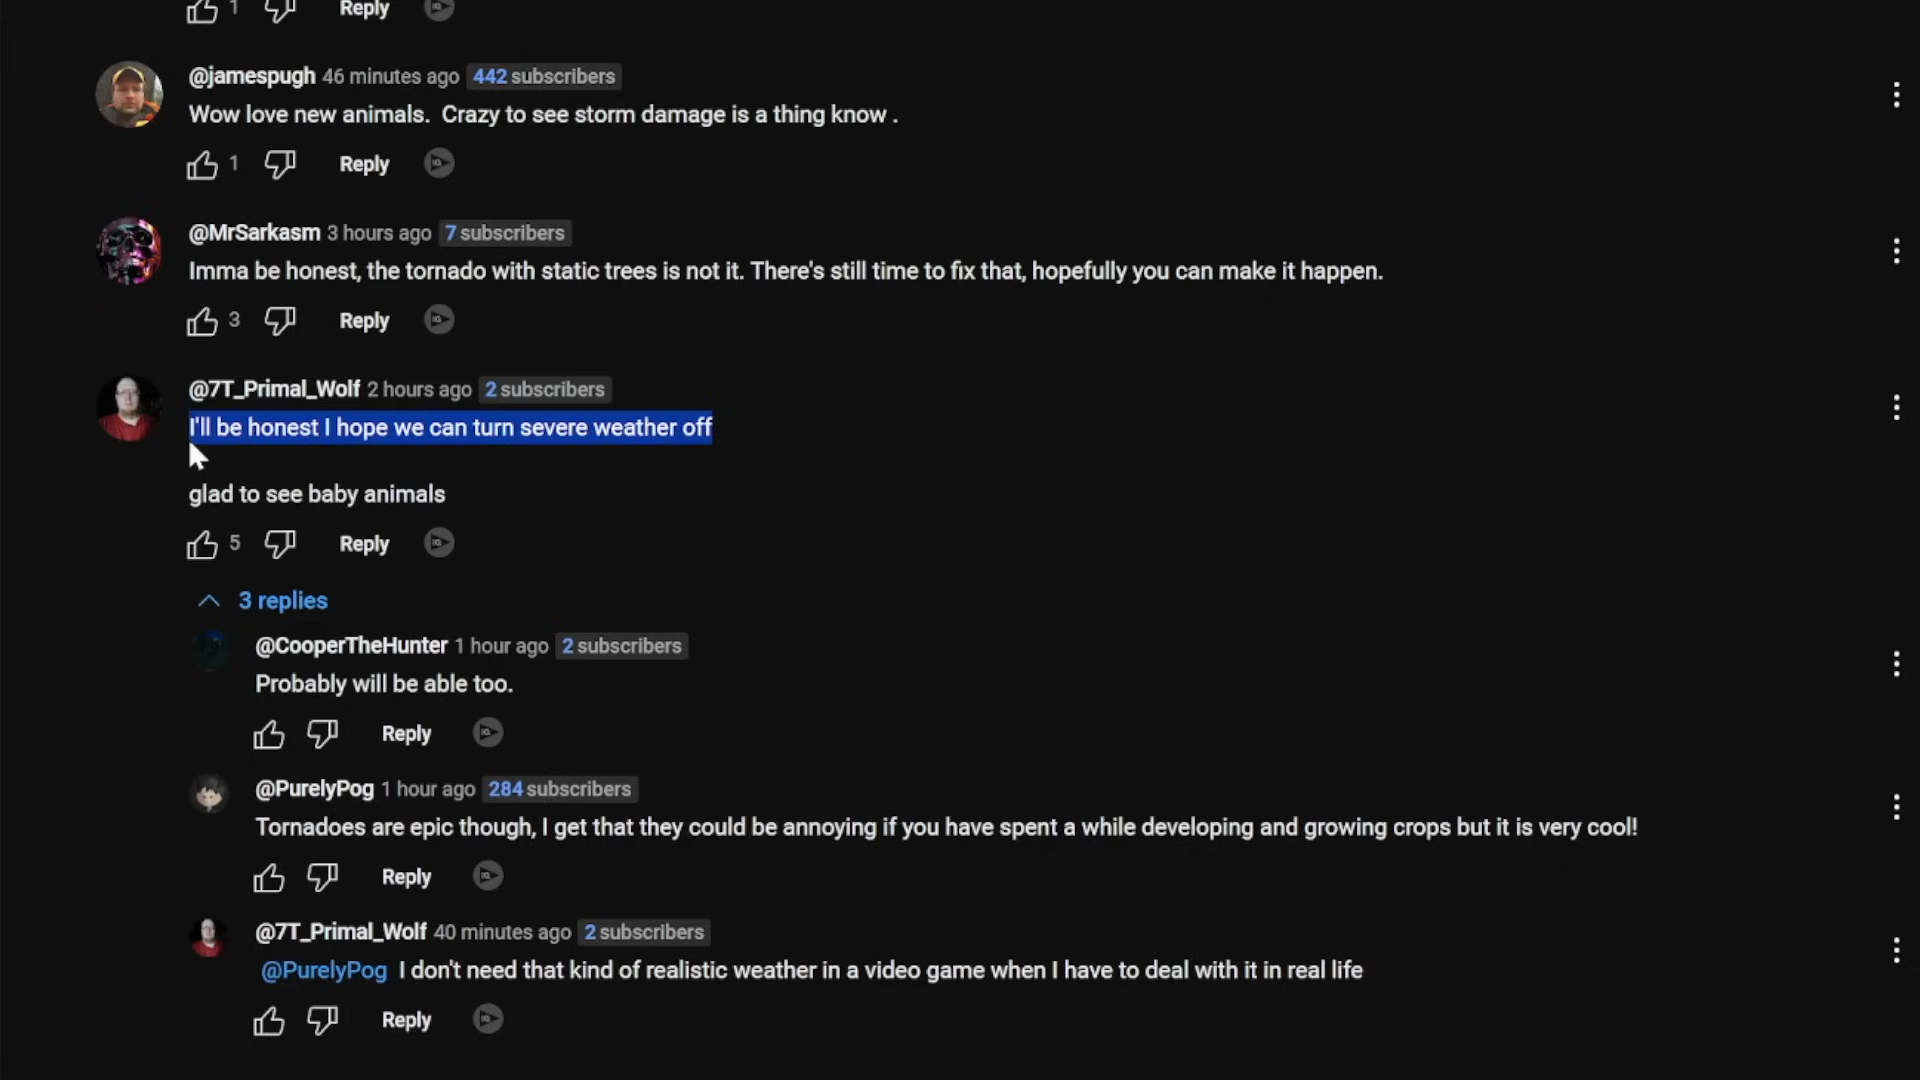 1 Reply
@jamespugh 46 minutes ago 442 subscribers
Wow love new animals. Crazy to see storm damage is a thing know .
1 Reply
@MrSarkasm 3 hours ago 7 subscribers
Imma be honest, the tornado with static trees is not it. There's still time to fix that, hopefully you can make it happen.
3 Reply
@7T_Primal_Wolf 2 hours ago 2 subscribers
I'll be honest I hope we can turn severe weather off
glad to see baby animals
5 Reply
3 replies
@CooperTheHunter 1 hour ago 2 subscribers
Probably will be able too.
Reply
@PurelyPog 1 hour ago 284 subscribers
Tornadoes are epic though, I get that they could be annoying if you have spent a while developing and growing crops but it is very cool!
Reply
@7T_Primal_Wolf 40 minutes ago 2 subscribers
@PurelyPog I don't need that kind of realistic weather in a video game when I have to deal with it in real life
Reply